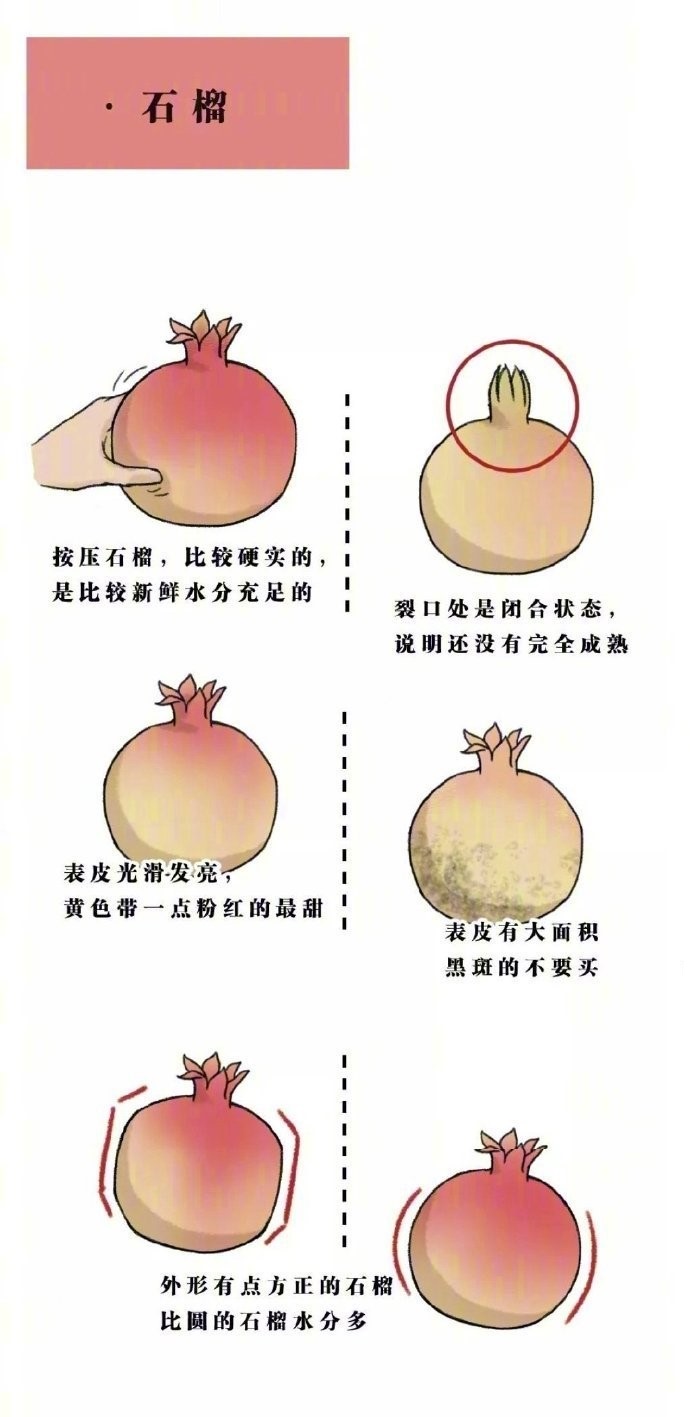 · 石榴
按压石榴，比较硬实的，
是比较新鲜水分充足的
裂口处是闭合状态，
说明还没有完全成熟
表皮光滑发亮，
黄色带一点粉红的最甜
表皮有大面积
黑斑的不要买
外形有点方正的石榴
比圆的石榴水分多